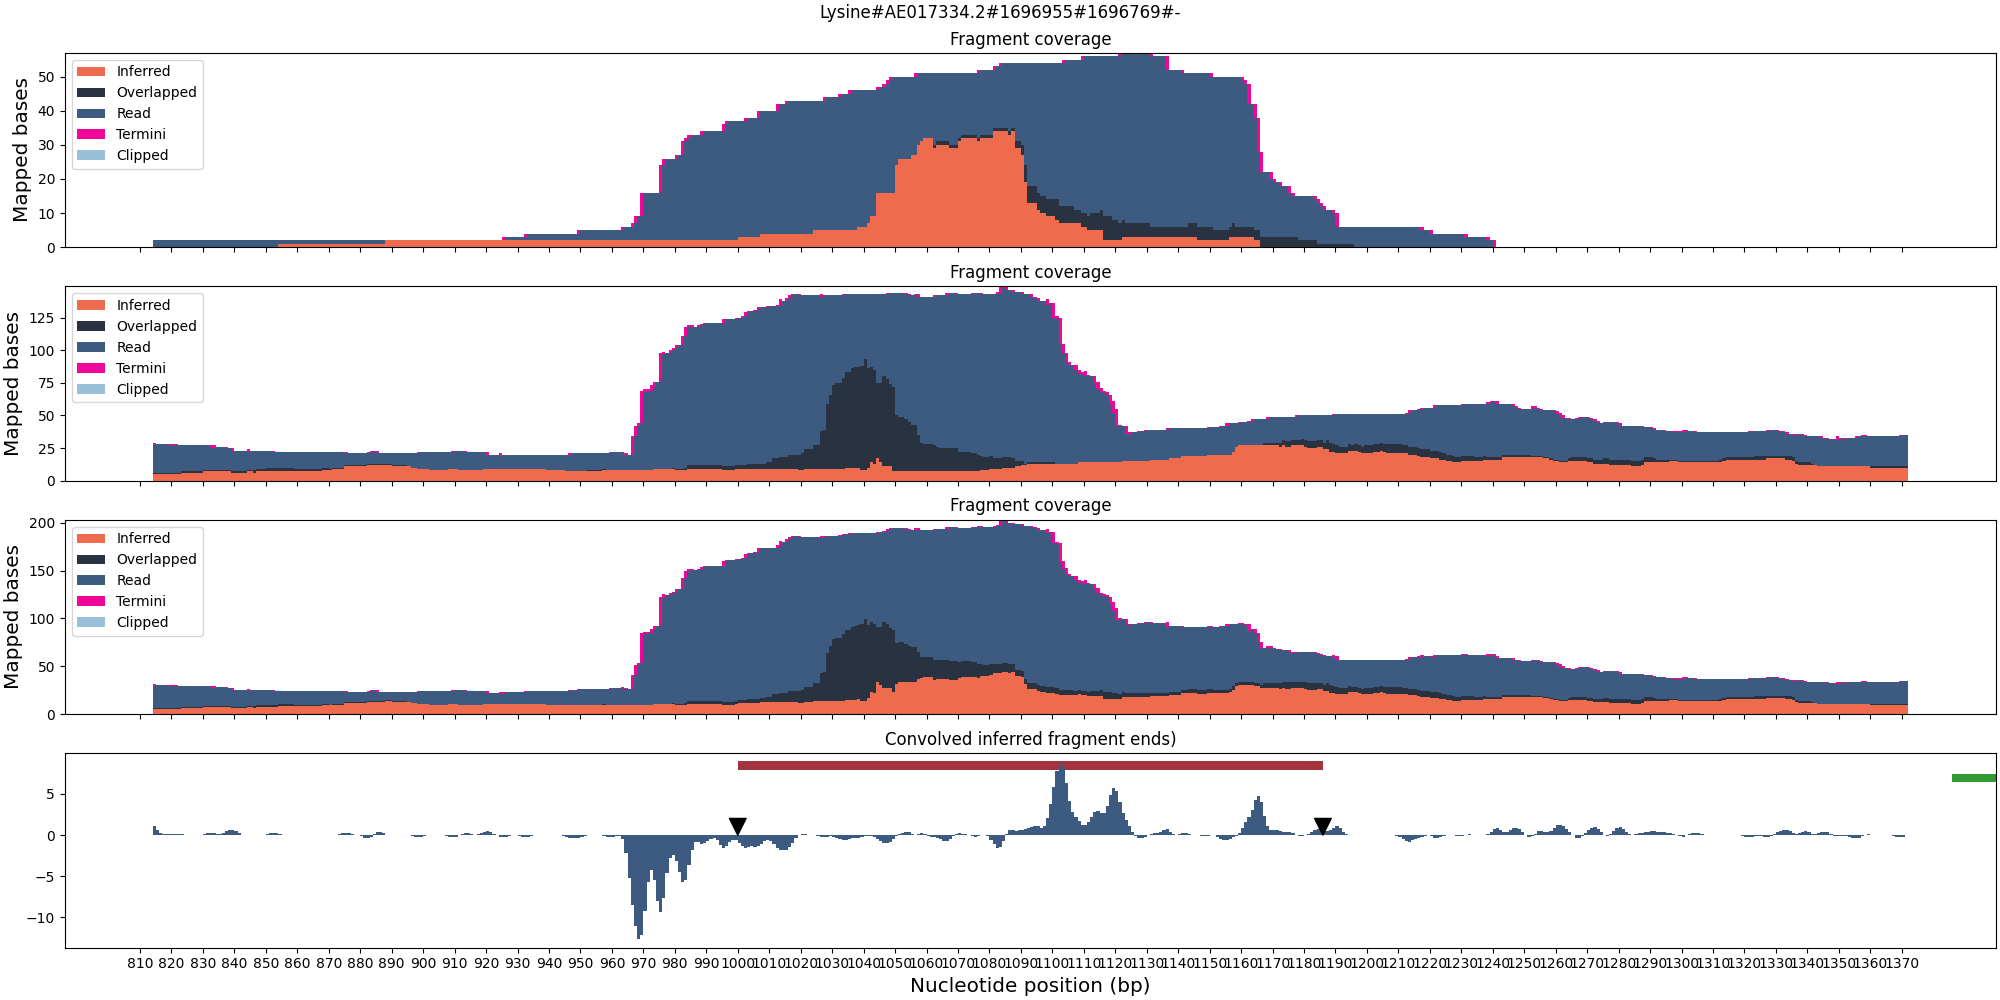 Lysine#AE017334.2#1696955#1696769#-
Fragment coverage
Mapped bases
50
40
30
20
10
0
Inferred
Overlapped
Read
Termini
Clipped
Fragment coverage
Mapped bases
125
100
75
50
25
0
Inferred
Overlapped
Read
Termini
Clipped
Fragment coverage
Mapped bases
200
150
100
50
0
Inferred
Overlapped
Read
Termini
Clipped
Convolved inferred fragment ends)
5
0
−5
−10
810 820 830 840 850 860 870 880 890 900 910 920 930 940 950 960 970 980 990 1000 1010 1020 1030 1040 1050 1060 1070 1080 1090 1100 1110 1120 1130 1140 1150 1160 1170 1180 1190 1200 1210 1220 1230 1240 1250 1260 1270 1280 1290 1300 1310 1320 1330 1340 1350 1360 1370
Nucleotide position (bp)